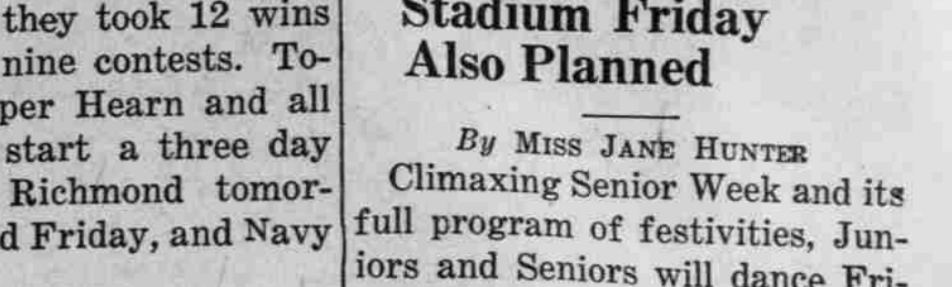 they took 12 wins
nine contests. To-
per Hearn and all
start a three day
Richmond tomor-
d Friday, and Navy
Stadium Friday
Also Planned
By MISS JANE HUNTER
Climaxing Senior Week and its
full program of festivities, Jun-
iors and Seniors will dance Fri-